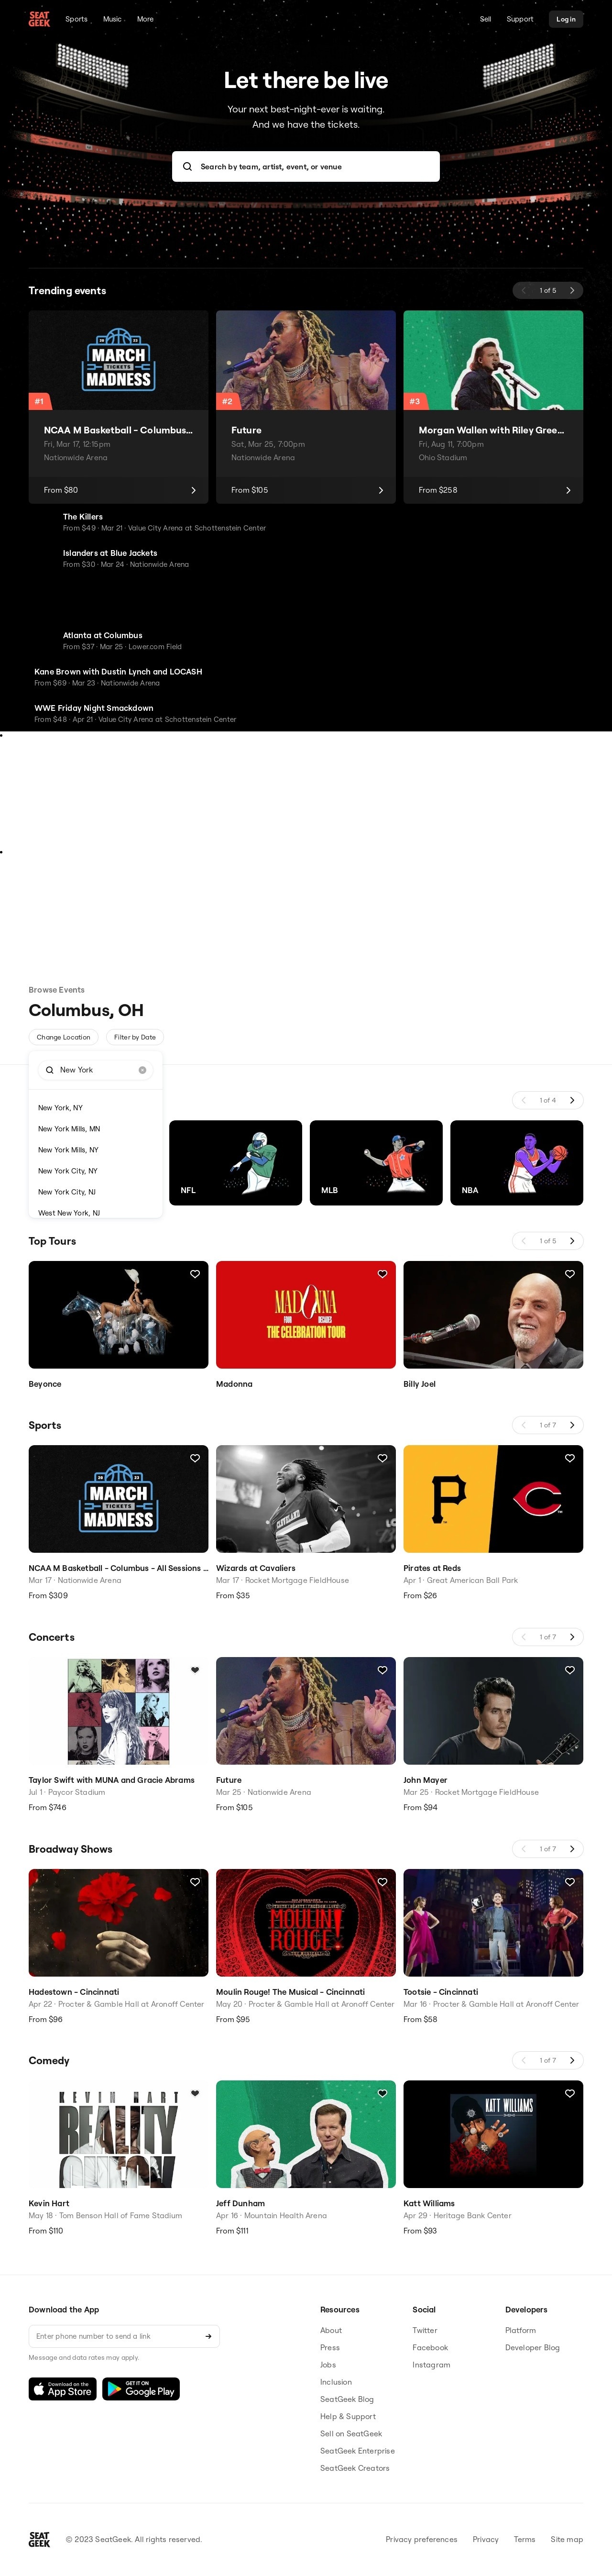 SEAT
GEEK
Sports
Music
More
Sell
Support
Log in
Let there be live
Your next best-night-ever is waiting.
And we have the tickets.
Search by team, artist, event, or venue
Trending events
1 of 5
MARCH
TICKETS
MADNESS
#1
#2
#3
NCAA M Basketball - Columbus...
Fri, Mar 17, 12:15pm
Nationwide Arena
From $80
Future
Sat, Mar 25, 7:00pm
Nationwide Arena
From $105
Morgan Wallen with Riley Gree...
Fri, Aug 11, 7:00pm
Ohio Stadium
From $258
The Killers
From $49 · Mar 21 · Value City Arena at Schottenstein Center
Islanders at Blue Jackets
From $30 · Mar 24 · Nationwide Arena
Atlanta at Columbus
From $37 · Mar 25 · Lower.com Field
Kane Brown with Dustin Lynch and LOCASH
From $69 · Mar 23 · Nationwide Arena
WWE Friday Night Smackdown
From $48 · Apr 21 · Value City Arena at Schottenstein Center
Browse Events
Columbus, OH
Change Location
Filter by Date
New York
New York, NY
New York Mills, MN
New York Mills, NY
New York City, NY
New York City, NJ
West New York, NJ
1 of 4
NFL
MLB
NBA
Top Tours
1 of 5
MADONNA
FOUR DECADES
THE CELEBRATION TOUR
Beyonce
Madonna
Billy Joel
Sports
1 of 7
20 23
MARCH
TICKETS
MADNESS
CLEVELAND
P
C
NCAA M Basketball - Columbus - All Sessions ...
Mar 17 · Nationwide Arena
From $309
Wizards at Cavaliers
Mar 17 · Rocket Mortgage FieldHouse
From $35
Pirates at Reds
Apr 1 · Great American Ball Park
From $26
Concerts
1 of 7
Taylor Swift with MUNA and Gracie Abrams
Jul 1 · Paycor Stadium
From $746
Future
Mar 25 · Nationwide Arena
From $105
John Mayer
Mar 25 · Rocket Mortgage FieldHouse
From $94
Broadway Shows
1 of 7
MOULIN
ROUGE!
Hadestown - Cincinnati
Apr 22 · Procter & Gamble Hall at Aronoff Center
From $96
Moulin Rouge! The Musical - Cincinnati
May 20 · Procter & Gamble Hall at Aronoff Center
From $95
Tootsie - Cincinnati
Mar 16 · Procter & Gamble Hall at Aronoff Center
From $58
Comedy
1 of 7
KEVIN HART
REALITY
KATT WILLIAMS
Kevin Hart
May 18 · Tom Benson Hall of Fame Stadium
From $110
Jeff Dunham
Apr 16 · Mountain Health Arena
From $111
Katt Williams
Apr 29 · Heritage Bank Center
From $93
Download the App
Enter phone number to send a link
Message and data rates may apply.
Download on the
App Store
GET IT ON
Google Play
Resources
About
Press
Jobs
Inclusion
SeatGeek Blog
Help & Support
Sell on SeatGeek
SeatGeek Enterprise
SeatGeek Creators
Social
Twitter
Facebook
Instagram
Developers
Platform
Developer Blog
SEAT
GEEK
© 2023 SeatGeek. All rights reserved.
Privacy preferences
Privacy
Terms
Site map